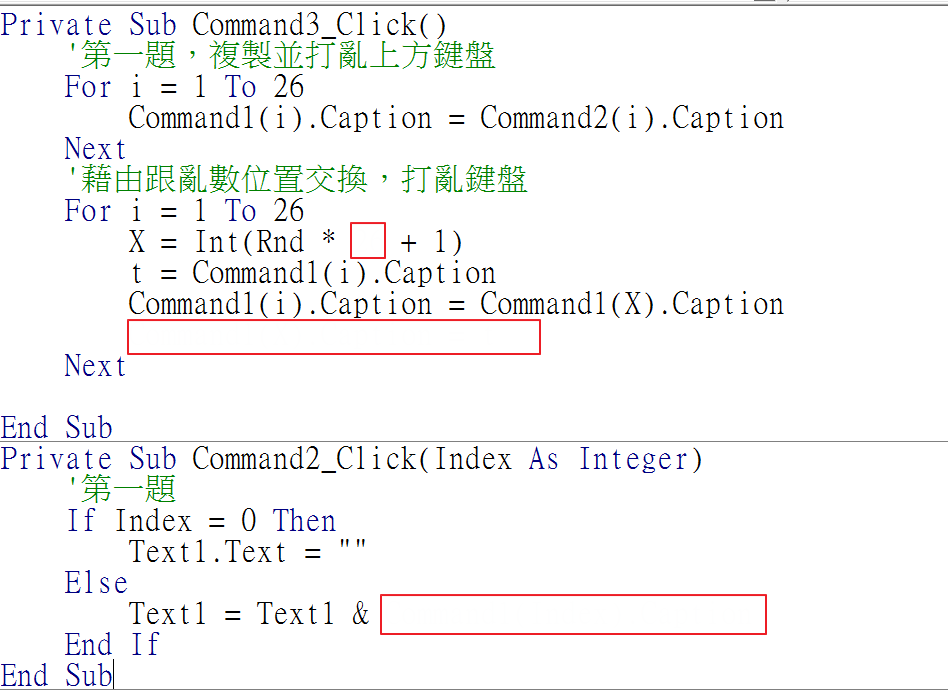 Private Sub Command3_Click()
'第一題，複製並打亂上方鍵盤
For i = 1 To 26
Command1(i).Caption = Command2(i).Caption
Next
'藉由跟亂數位置交換，打亂鍵盤
For i = 1 To 26
X = Int(Rnd * + 1)
t = Command1(i).Caption
Command1(i).Caption = Command1(X).Caption
Next
End Sub
Private Sub Command2_Click(Index As Integer)
'第一題
If Index = 0 Then
Text1.Text = ""
Else
Text1 = Text1 &
End If
End Sub